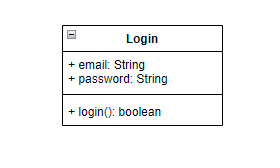 Login
+ email: String
+ password: String
+ login(): boolean